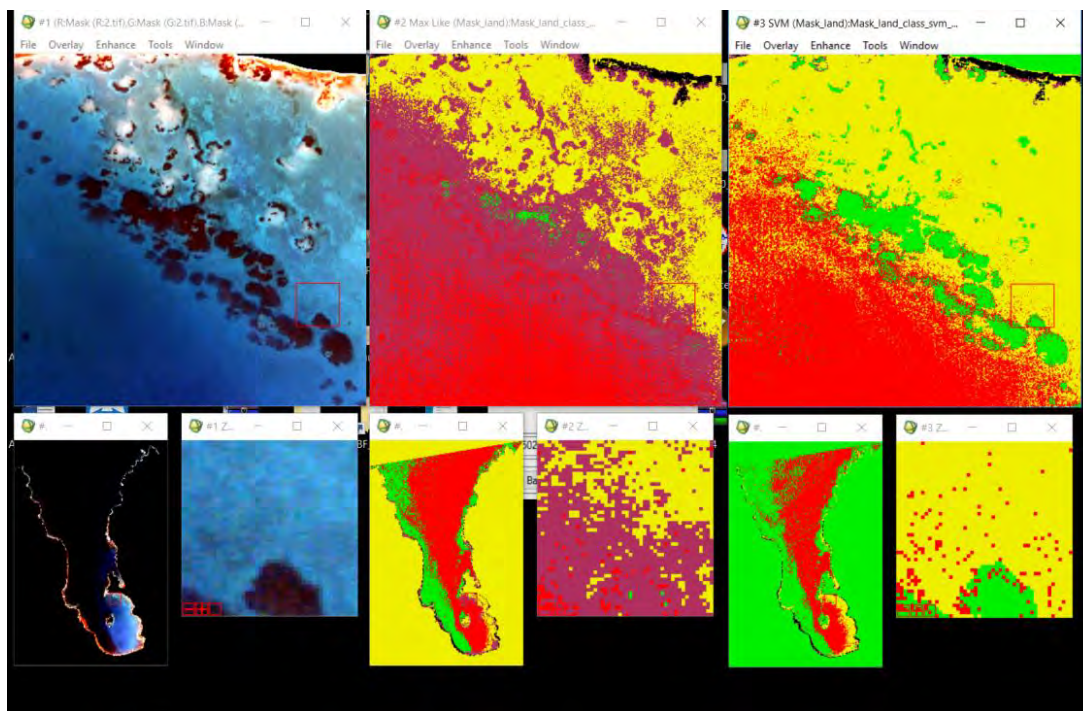 #1 (R:Mask (R:2.tif),G:Mask (G:2.tif),B:Mask (...
File Overlay Enhance Tools Window
#2 Max Like (Mask_land):Mask_land_class_...
File Overlay Enhance Tools Window
#3 SVM (Mask_land):Mask_land_class_svm_...
File Overlay Enhance Tools Window
#.
#1 Z...
#.
#2 Z...
#.
#3 Z...
Ba